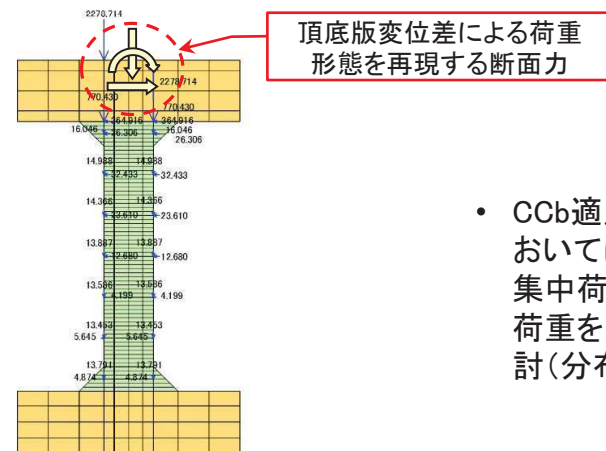 2278.714
頂底版変位差による荷重
形態を再現する断面力
2278.714
770.430
770.430
364.916 364.916
16.046 26.306 16.046
26.306
14.988 14.988
32.433 32.433
14.366 14.366
23.610 23.610
13.887 13.887
12.680 12.680
13.586 13.586
4.199 4.199
13.453 13.453
5.645 5.645
13.791 13.791
4.874 4.874
• CCb適
おいては
集中荷
荷重を
討(分布